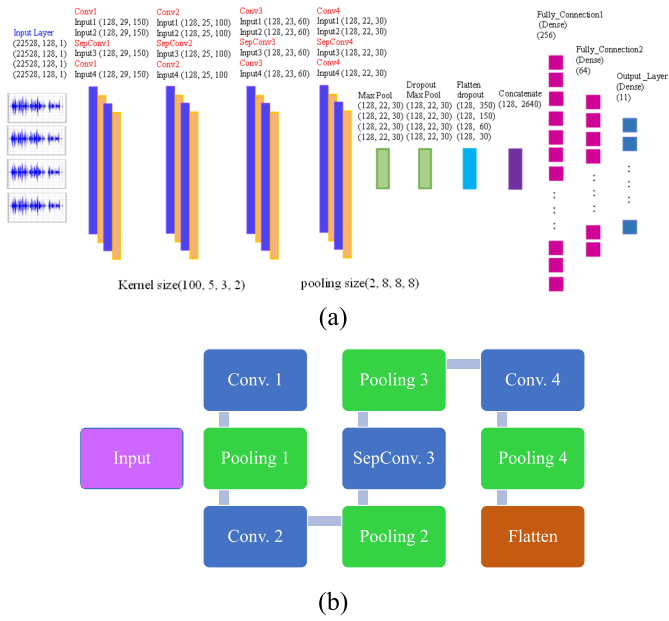 Input Layer
(22528, 128, 1)
(22528, 128, 1)
(22528, 128, 1)
(22528, 128, 1)
Conv1
Input1 (128, 29, 150)
Input2 (128, 29, 150)
SepConv1
Input3 (128, 29, 150)
Conv1
Input4 (128, 29, 150)
Conv2
Input1 (128, 25, 100)
Input2 (128, 25, 100)
SepConv2
Input3 (128, 25, 100)
Conv2
Input4 (128, 25, 100
Conv3
Input1 (128, 23, 60)
Input2 (128, 23, 60)
SepConv3
Input3 (128, 23, 60)
Conv3
Input4 (128, 23, 60)
Conv4
Input1 (128, 22, 30)
Input2 (128, 22, 30)
SepConv4
Input3 (128, 22, 30)
Conv4
Input4 (128, 22, 30)
Max Pool
(128, 22, 30)
(128, 22, 30)
(128, 22, 30)
(128, 22, 30)
Dropout
Max Pool
(128, 22, 30)
(128, 22, 30)
(128, 22, 30)
(128, 22, 30)
Flatten
dropout
(128, 350)
(128, 150)
(128, 60)
(128, 30)
Concatenate
(128, 2640)
Fully_Connection1
(Dense)
(256)
Fully_Connection2
(Dense)
(64)
Output_Layer
(Dense)
(11)
Kernel size(100, 5, 3, 2)
pooling size(2, 8, 8, 8)
(a)
Input
Conv. 1
Pooling 1
Conv. 2
Pooling 3
SepConv. 3
Pooling 2
Conv. 4
Pooling 4
Flatten
(b)